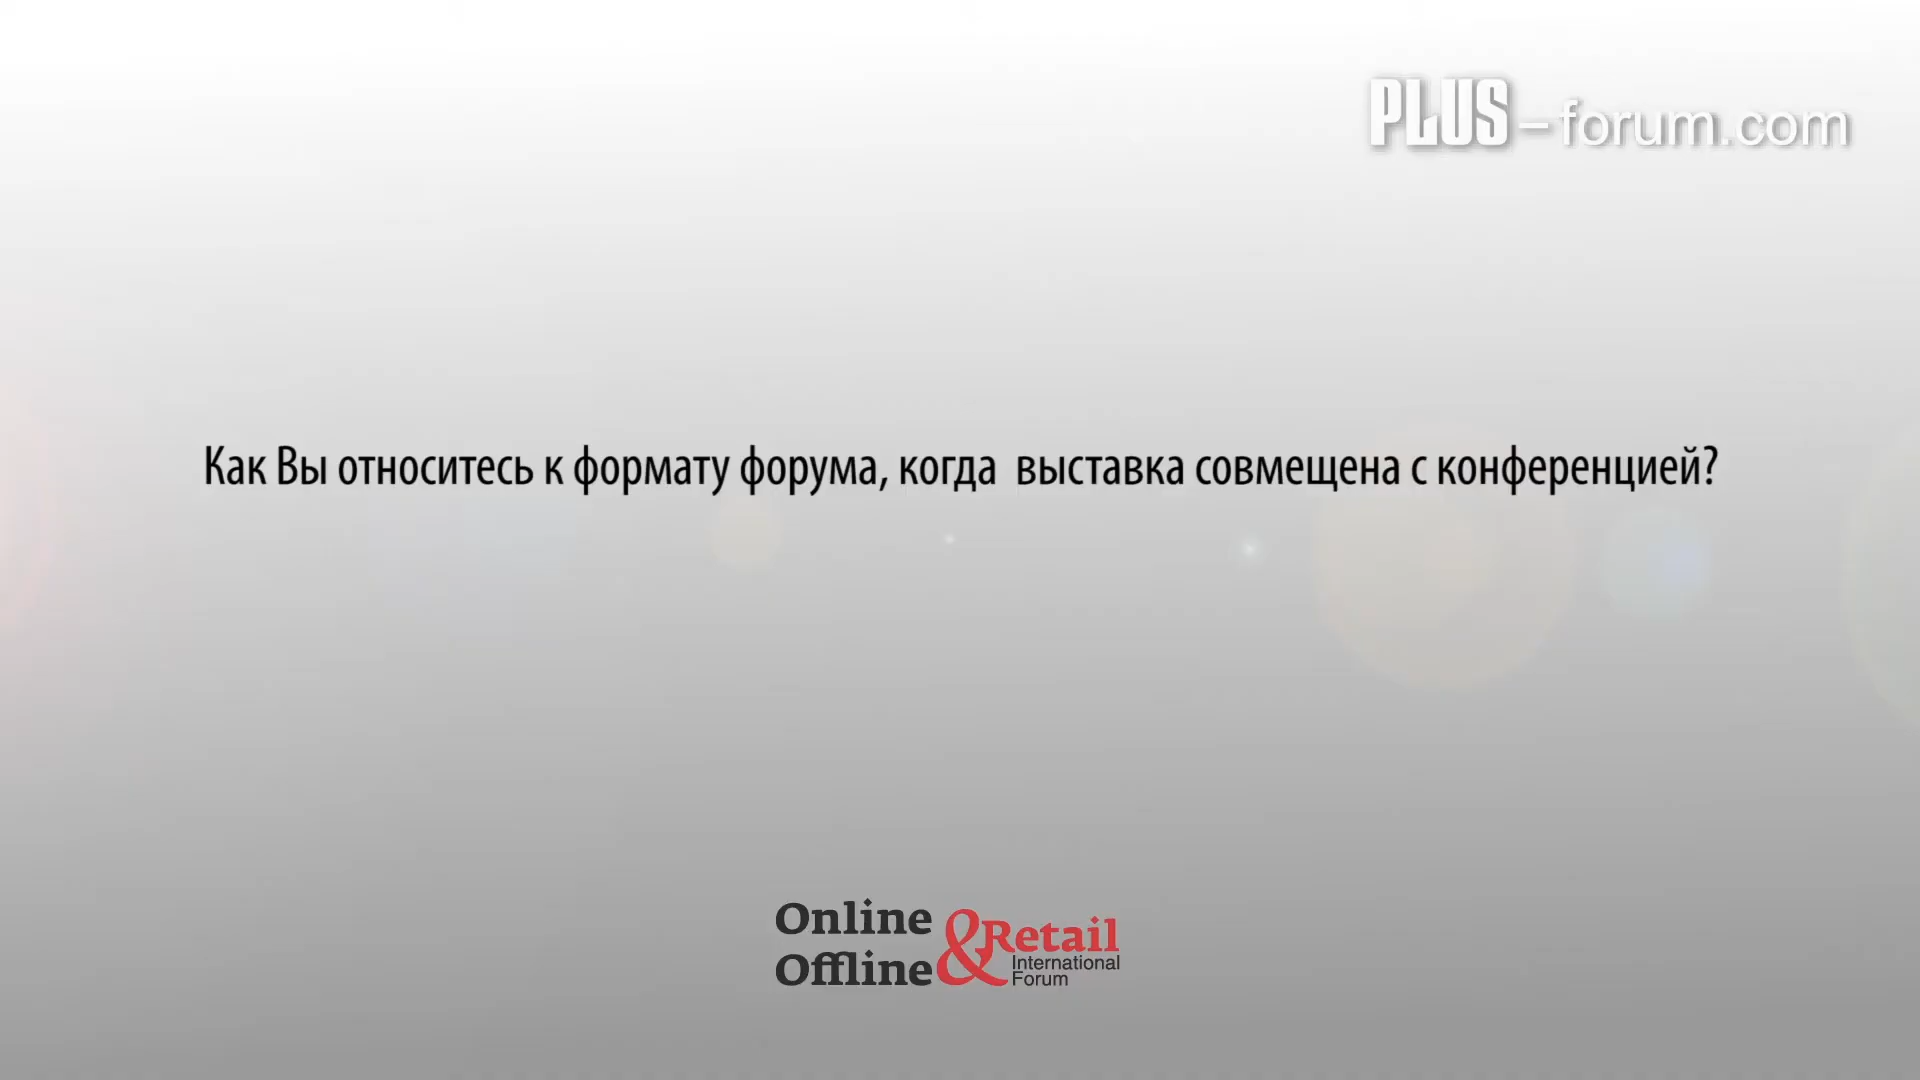 PLUS–forum.com
Как Вы относитесь к формату форума, когда выставка совмещена с конференцией?
Online
Offline
& Retail
International
Forum